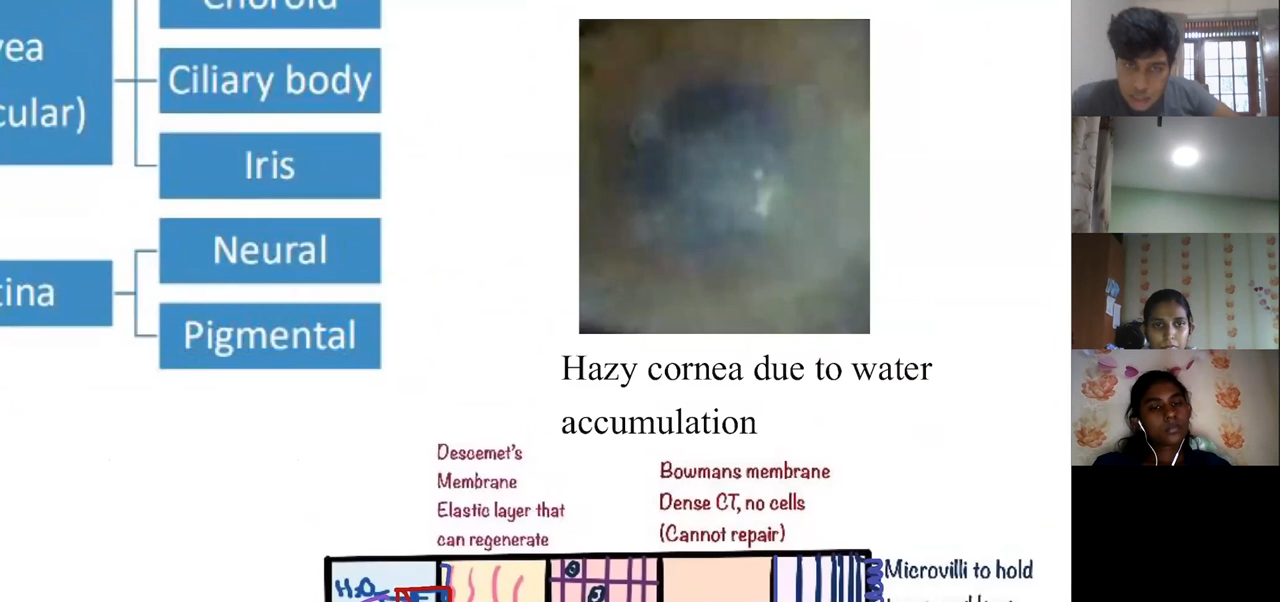 Choroid
vea
cular)
Ciliary body
Iris
Neural
tina
Pigmental
Hazy cornea due to water
accumulation
Descemet's
Membrane
Elastic layer that
can regenerate
Bowmans membrane
Dense CT, no cells
(Cannot repair)
H₂O
Microvilli to hold